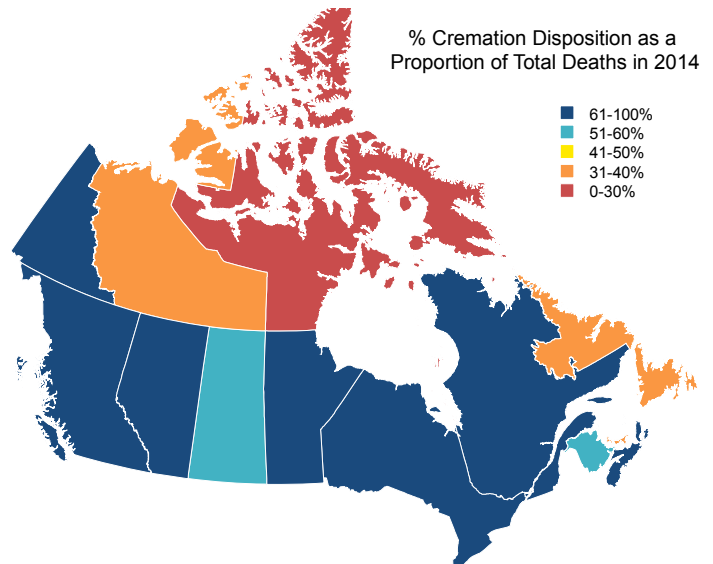 % Cremation Disposition as a
Proportion of Total Deaths in 2014
61-100%
51-60%
41-50%
31-40%
0-30%